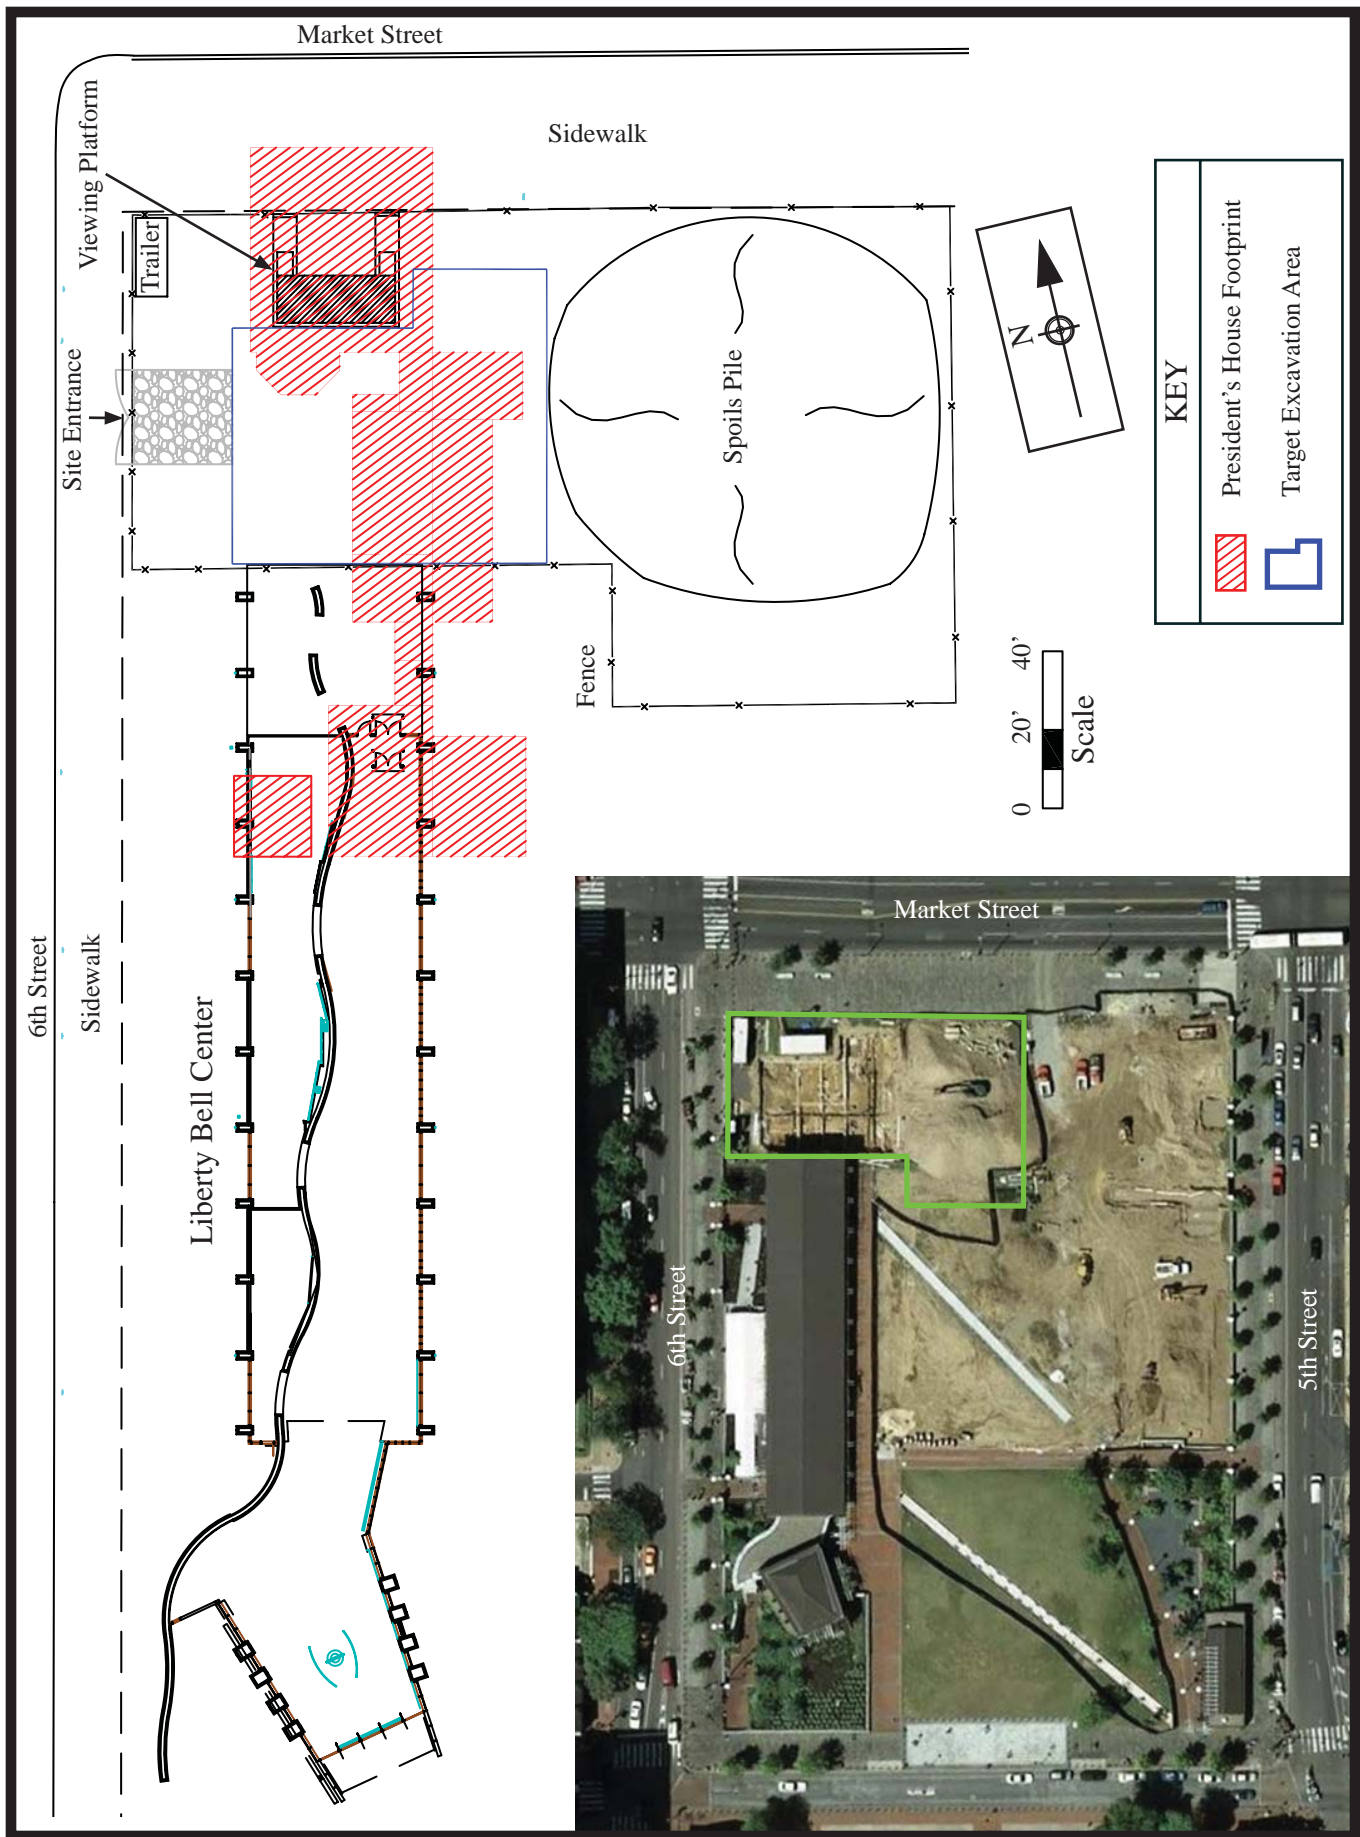 Market Street
Sidewalk
Viewing Platform
Trailer
Site Entrance
Spoils Pile
N
KEY
President's House Footprint
Target Excavation Area
Fence
0 20' 40'
Scale
6th Street
Sidewalk
Liberty Bell Center
Market Street
6th Street
5th Street